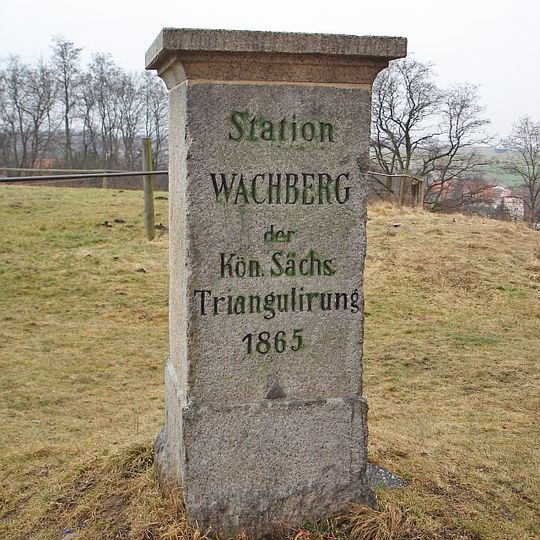 Station
WACHBERG
der
Kön. Sächs.
Triangulirung
1865